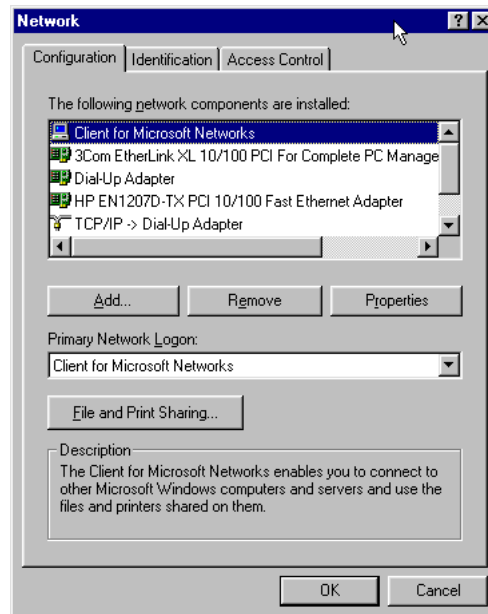 Network
Configuration Identification Access Control
The following network components are installed:
Client for Microsoft Networks
3Com EtherLink XL 10/100 PCI For Complete PC Manage
Dial-Up Adapter
HP EN1207D-TX PCI 10/100 Fast Ethernet Adapter
TCP/IP -> Dial-Up Adapter
Add... Remove Properties
Primary Network Logon:
Client for Microsoft Networks
File and Print Sharing...
Description
The Client for Microsoft Networks enables you to connect to
other Microsoft Windows computers and servers and use the
files and printers shared on them.
OK Cancel